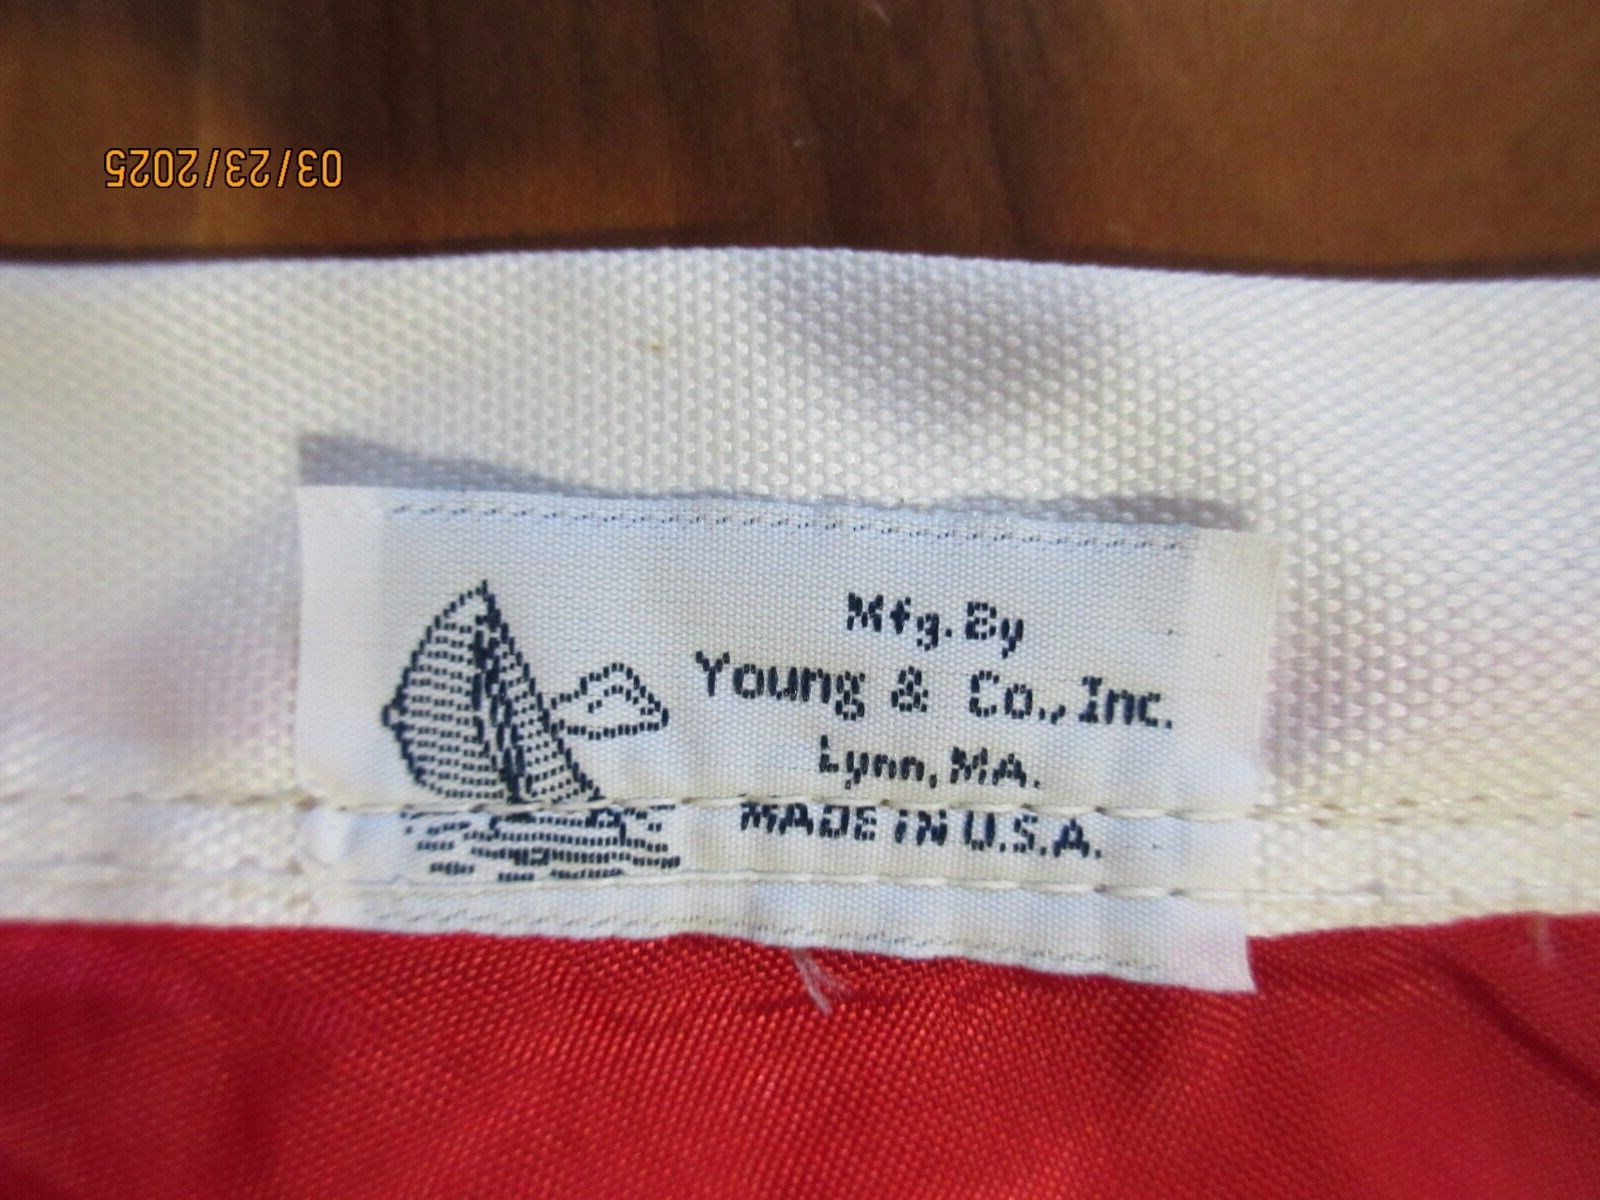 03/23/2025
Mfg. By
Young & Co., Inc.
Lynn, MA.
MADE IN U.S.A.